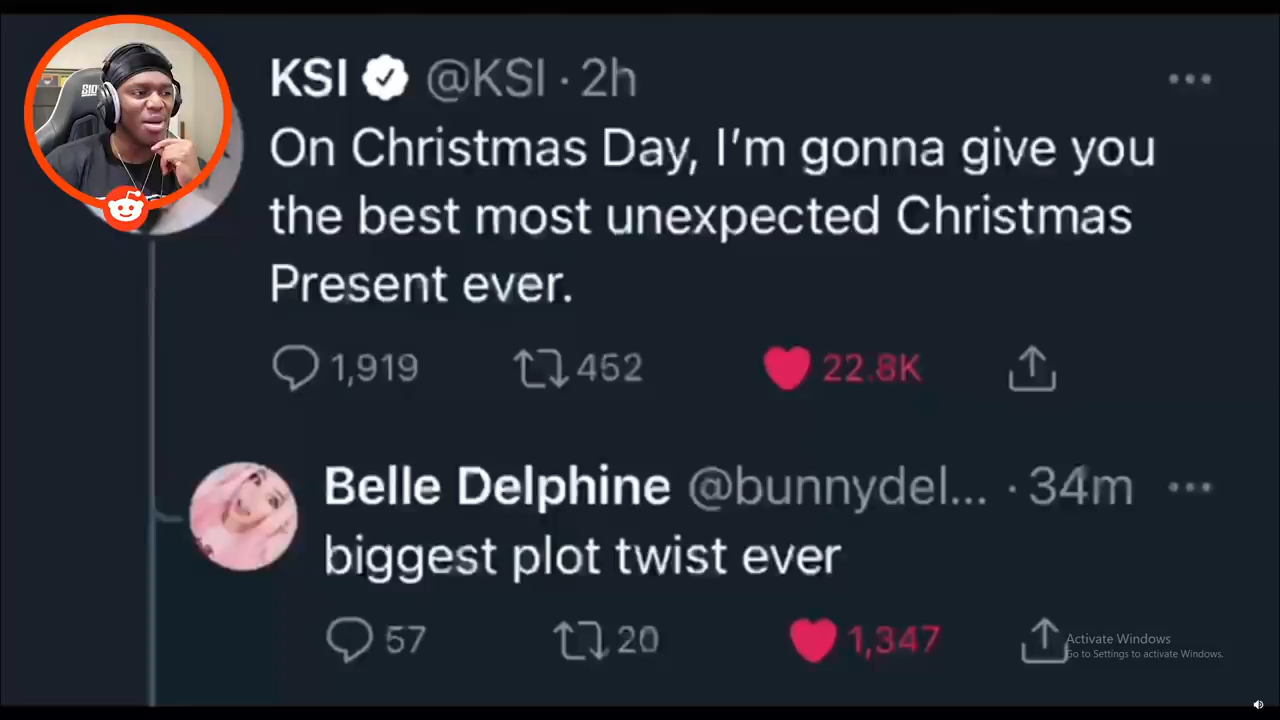 KSI @KSI · 2h
On Christmas Day, I'm gonna give you
the best most unexpected Christmas
Present ever.
1,919 452 22.8K
Belle Delphine @bunnydel... · 34m
biggest plot twist ever
57 20 1,347
Activate Windows
Go to Settings to activate Windows.